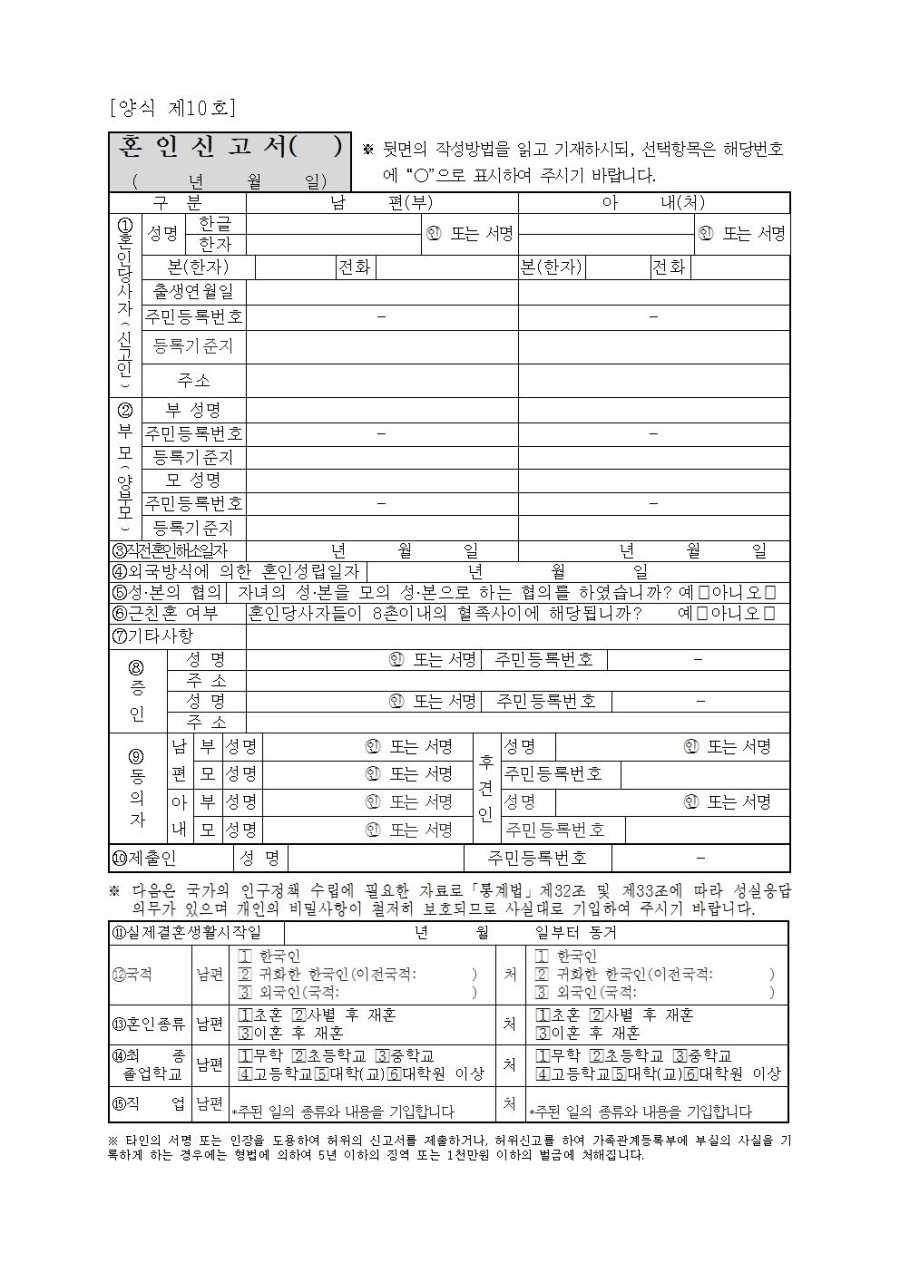 [양식 제10호]
혼 인 신 고 서( )
( 년 월 일)
※ 뒷면의 작성방법을 읽고 기재하시되, 선택항목은 해당번호
에 “○”으로 표시하여 주시기 바랍니다.
구 분 남 편(부) 아 내(처)
①혼인당사자(신고인)
성명 한글 ㊞ 또는 서명 ㊞ 또는 서명
한자
본(한자) 전화 본(한자) 전화
출생연월일
주민등록번호 - -
등록기준지
주소
②부모(양부모)
부 성명
주민등록번호 - -
등록기준지
모 성명
주민등록번호 - -
등록기준지
③직전혼인해소일자 년 월 일 년 월 일
④외국방식에 의한 혼인성립일자 년 월 일
⑤성·본의 협의 자녀의 성·본을 모의 성·본으로 하는 협의를 하였습니까? 예□아니오□
⑥근친혼 여부 혼인당사자들이 8촌이내의 혈족사이에 해당됩니까? 예□아니오□
⑦기타사항
⑧증인
성 명 ㊞ 또는 서명 주민등록번호 -
주 소
성 명 ㊞ 또는 서명 주민등록번호 -
주 소
⑨동의자
남편 부 성명 ㊞ 또는 서명 후견인 성명 ㊞ 또는 서명
모 성명 ㊞ 또는 서명 주민등록번호
아내 부 성명 ㊞ 또는 서명 성명 ㊞ 또는 서명
모 성명 ㊞ 또는 서명 주민등록번호
⑩제출인 성 명 주민등록번호 -
※ 다음은 국가의 인구정책 수립에 필요한 자료로「통계법」제32조 및 제33조에 따라 성실응답
의무가 있으며 개인의 비밀사항이 철저히 보호되므로 사실대로 기입하여 주시기 바랍니다.
⑪실제결혼생활시작일 년 월 일부터 동거
⑫국적 남편 1 한국인 처 1 한국인
2 귀화한 한국인(이전국적: ) 2 귀화한 한국인(이전국적: )
3 외국인(국적: ) 3 외국인(국적: )
⑬혼인종류 남편 1초혼 2사별 후 재혼 처 1초혼 2사별 후 재혼
3이혼 후 재혼 3이혼 후 재혼
⑭최 종 남편 1무학 2초등학교 3중학교 처 1무학 2초등학교 3중학교
졸업학교 4고등학교5대학(교)6대학원 이상 4고등학교5대학(교)6대학원 이상
⑮직 업 남편 *주된 일의 종류와 내용을 기입합니다 처 *주된 일의 종류와 내용을 기입합니다
※ 타인의 서명 또는 인장을 도용하여 허위의 신고서를 제출하거나, 허위신고를 하여 가족관계등록부에 부실의 사실을 기
록하게 하는 경우에는 형법에 의하여 5년 이하의 징역 또는 1천만원 이하의 벌금에 처해집니다.